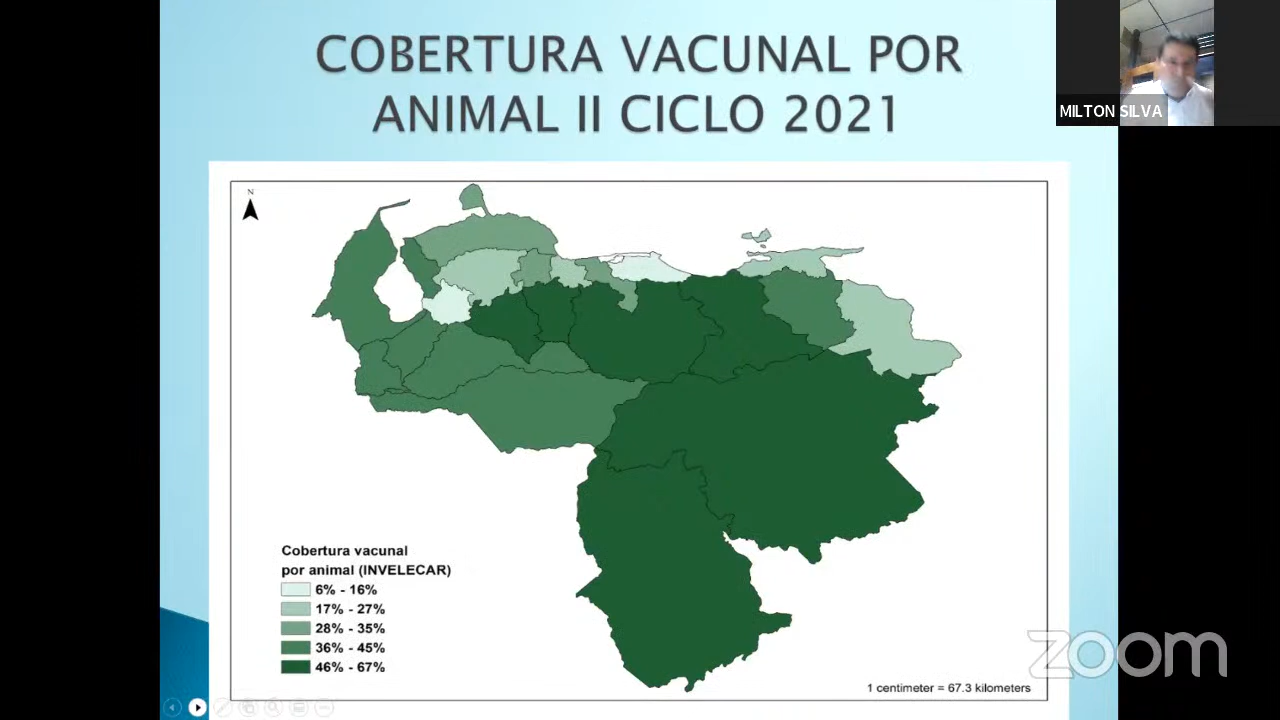 COBERTURA VACUNAL POR
ANIMAL II CICLO 2021
MILTON SILVA
N
Cobertura vacunal
por animal (INVELECAR)
6% - 16%
17% - 27%
28% - 35%
36% - 45%
46% - 67%
zoom
1 centimeter = 67.3 kilometers